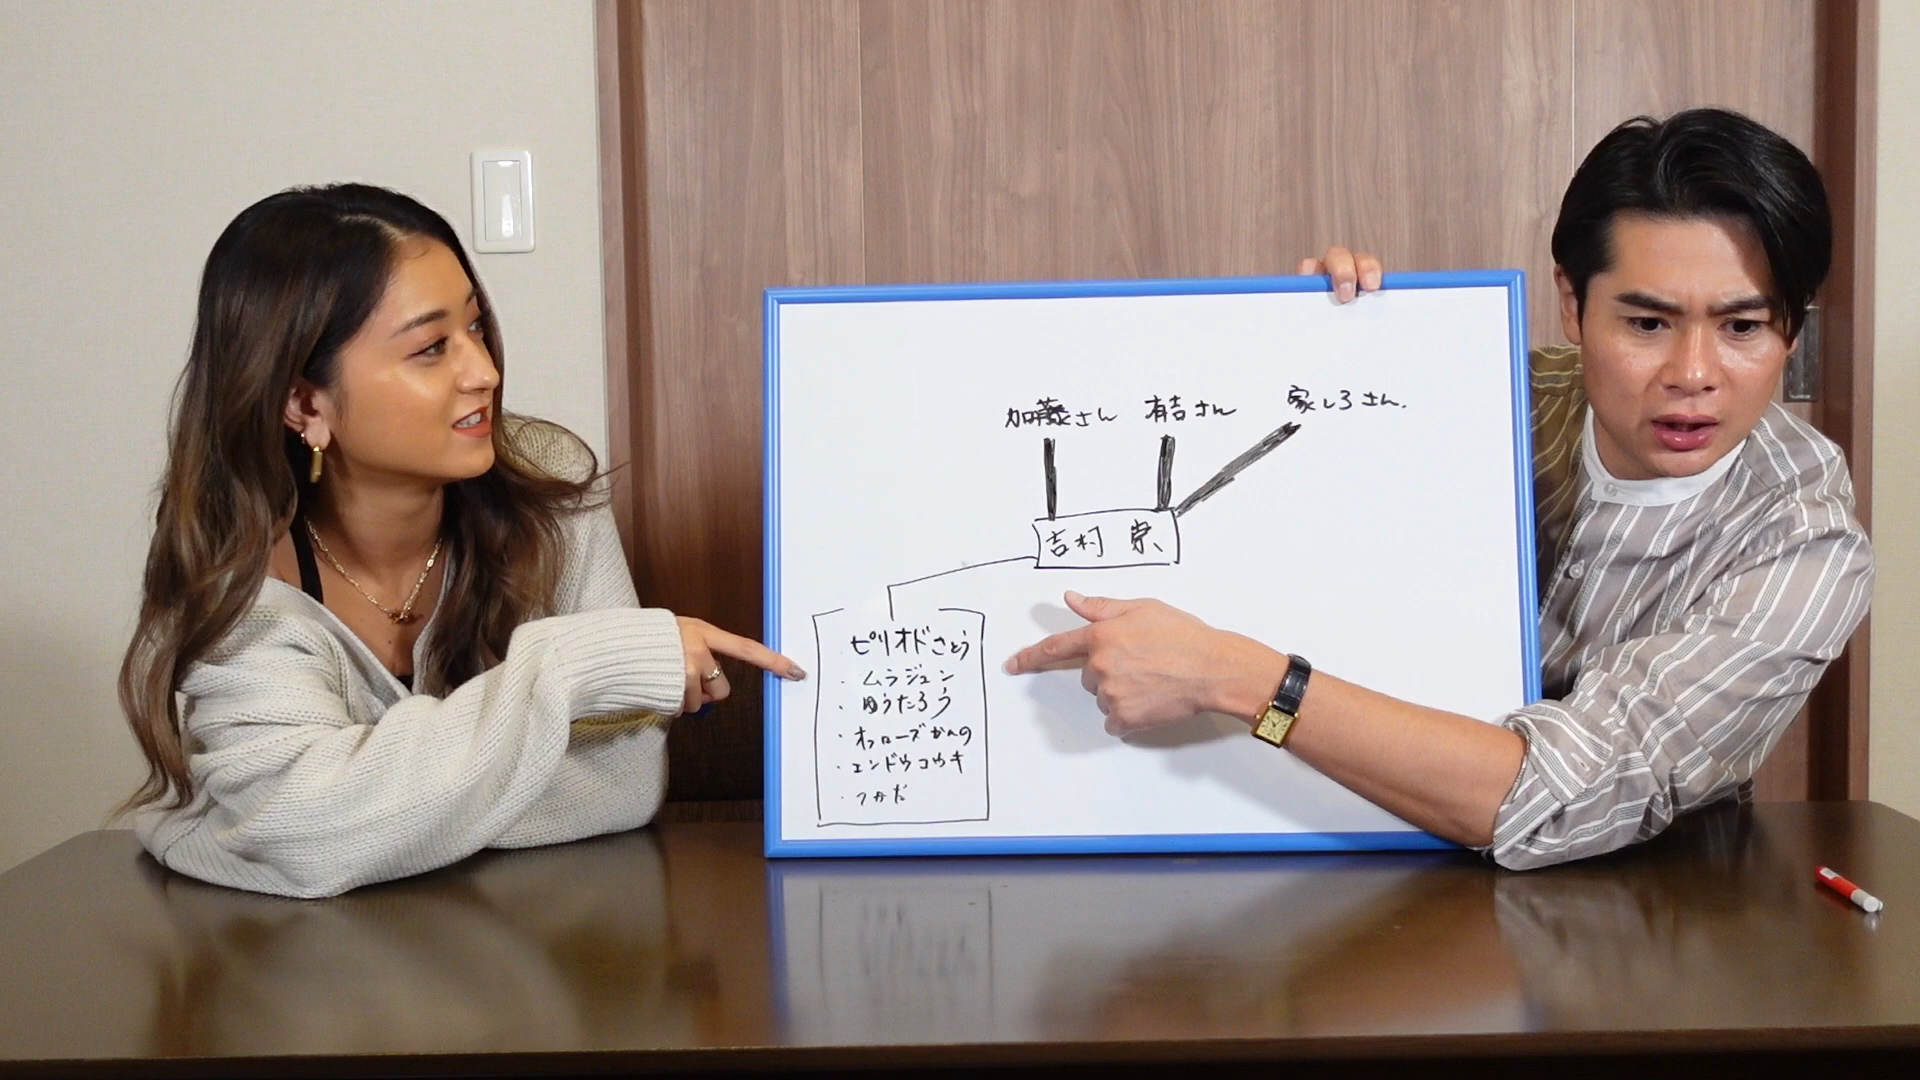 加藤さん 有吉さん 家しろさん.
吉村 崇
・ピリオドさとう
・ムラジュン
・ゆうたろう
・オフローズかんの
・エンドウコウキ
・つかだ